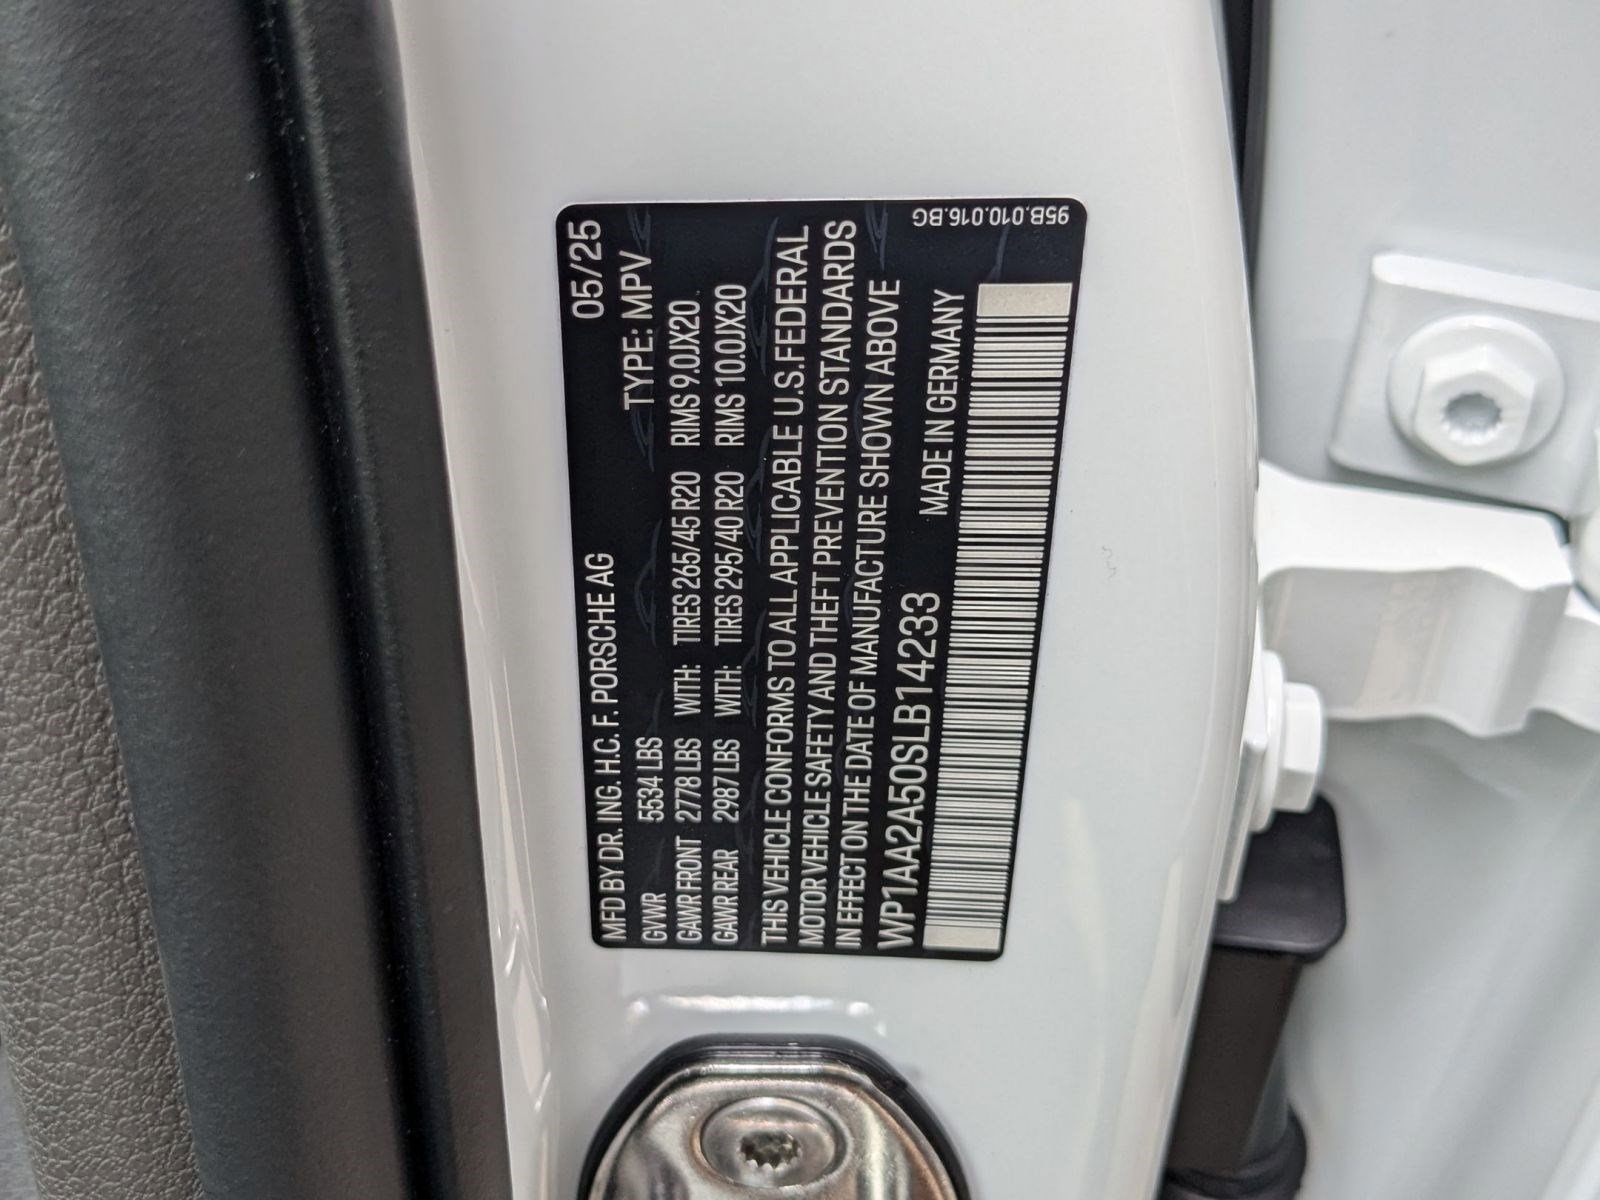 MFD BY DR. ING. H.C. F. PORSCHE AG 05/25
GVWR 5534 LBS TYPE: MPV
GAWR FRONT 2778 LBS WITH: TIRES 265/45 R20 RIMS 9.0JX20
GAWR REAR 2987 LBS WITH: TIRES 295/40 R20 RIMS 10.0JX20
THIS VEHICLE CONFORMS TO ALL APPLICABLE U.S. FEDERAL
MOTOR VEHICLE SAFETY AND THEFT PREVENTION STANDARDS
IN EFFECT ON THE DATE OF MANUFACTURE SHOWN ABOVE
WP1AA2A50SLB14233 MADE IN GERMANY
95B.010.016.BG